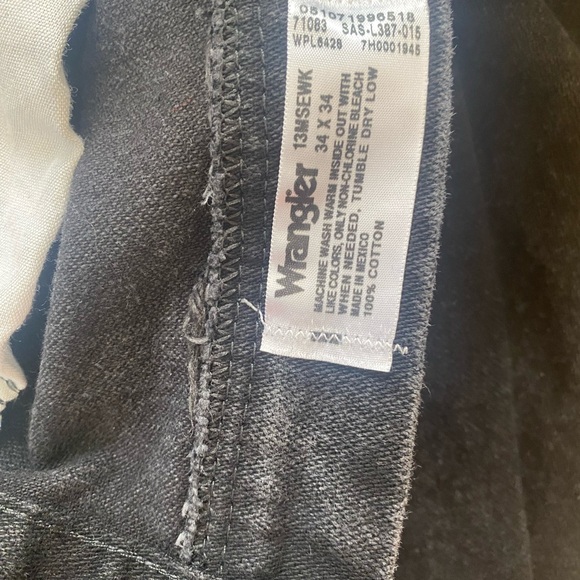 051071996518
71083 SAS-L387-015
WPL6428 7H0001945
Wrangler
13MSEWK
34 X 34
MACHINE WASH WARM INSIDE OUT WITH
LIKE COLORS, ONLY NON-CHLORINE BLEACH
WHEN NEEDED, TUMBLE DRY LOW
MADE IN MEXICO
100% COTTON